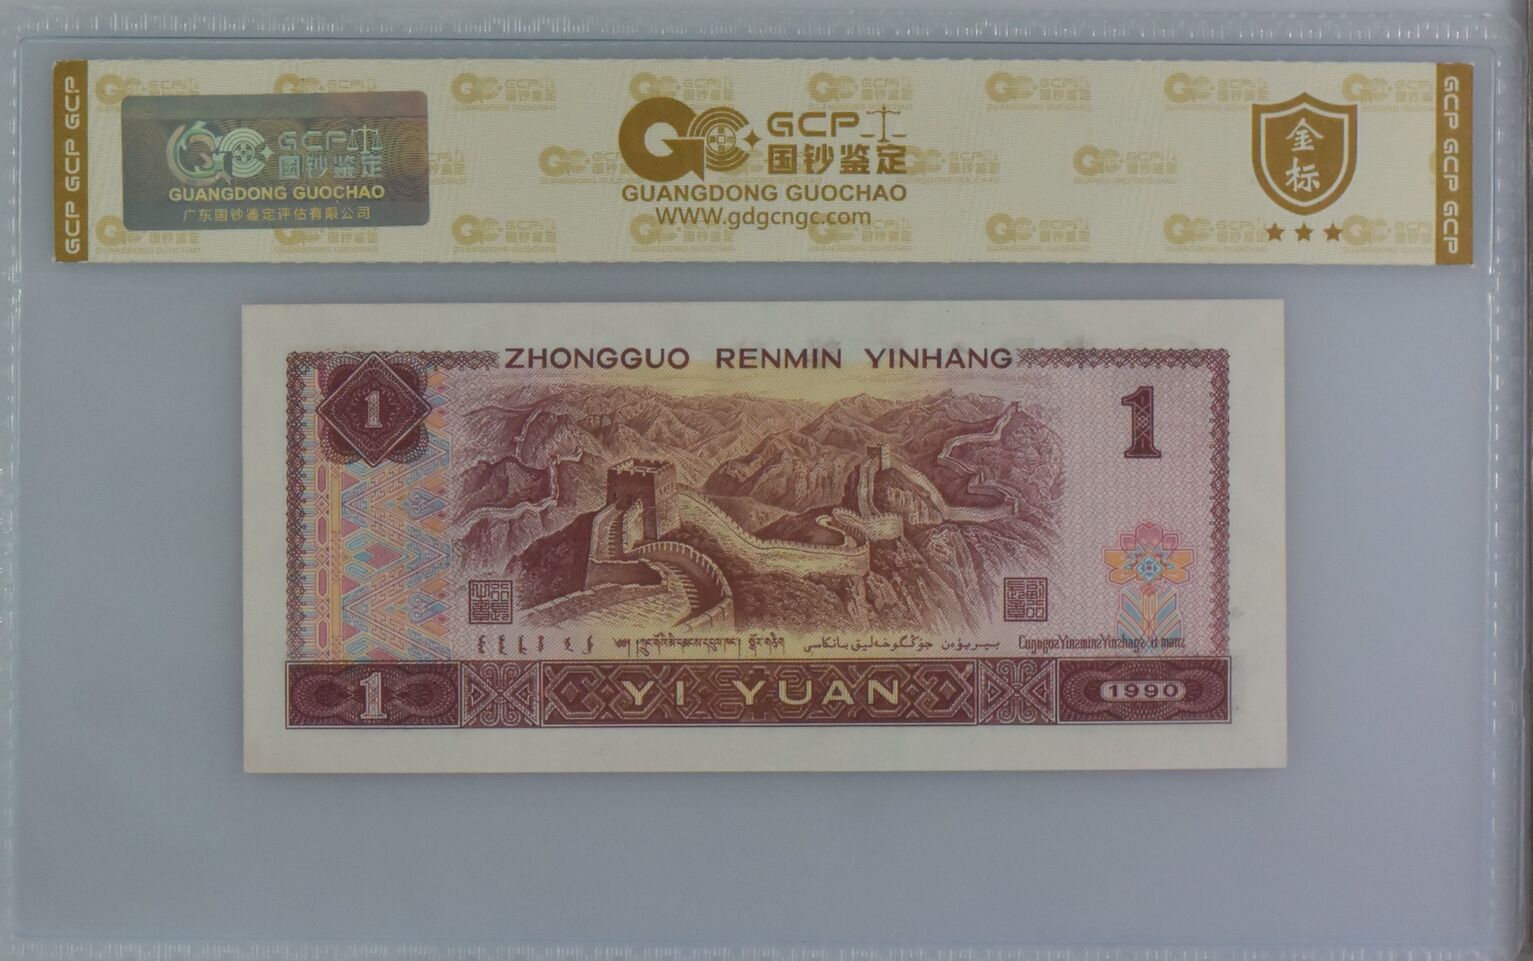 GCP GCP GCP
GCP 国钞鉴定
GUANGDONG GUOCHAO
广东国钞鉴定评估有限公司
GCP
国钞鉴定
GUANGDONG GUOCHAO
WWW.gdgcngc.com
金标
GCP GCP GCP
ZHONGGUO RENMIN YINHANG
1
1
YI YUAN
1
1990